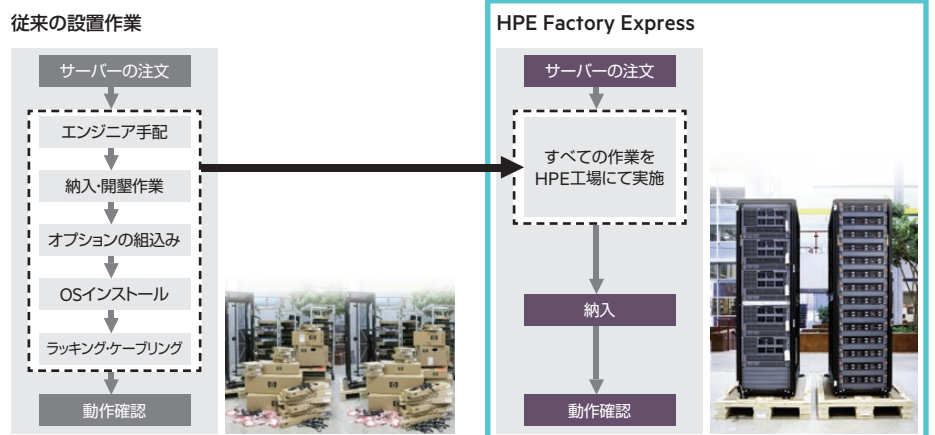 従来の設置作業
サーバーの注文
エンジニア手配
納入・開墾作業
オプションの組込み
OSインストール
ラッキング・ケーブリング
動作確認
HPE Factory Express
サーバーの注文
すべての作業を
HPE工場にて実施
納入
動作確認